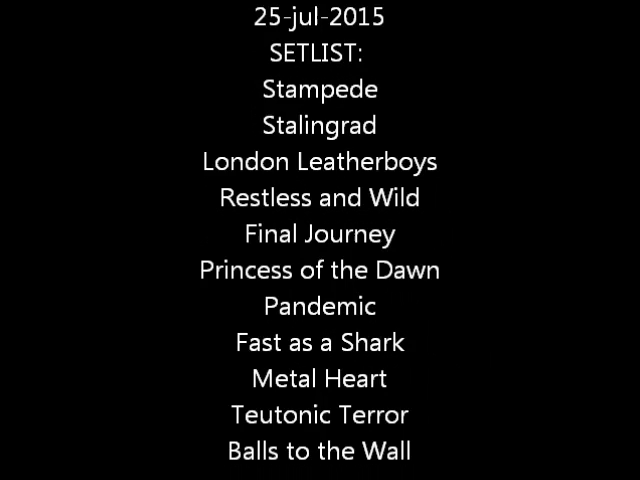 25-jul-2015
SETLIST:
Stampede
Stalingrad
London Leatherboys
Restless and Wild
Final Journey
Princess of the Dawn
Pandemic
Fast as a Shark
Metal Heart
Teutonic Terror
Balls to the Wall